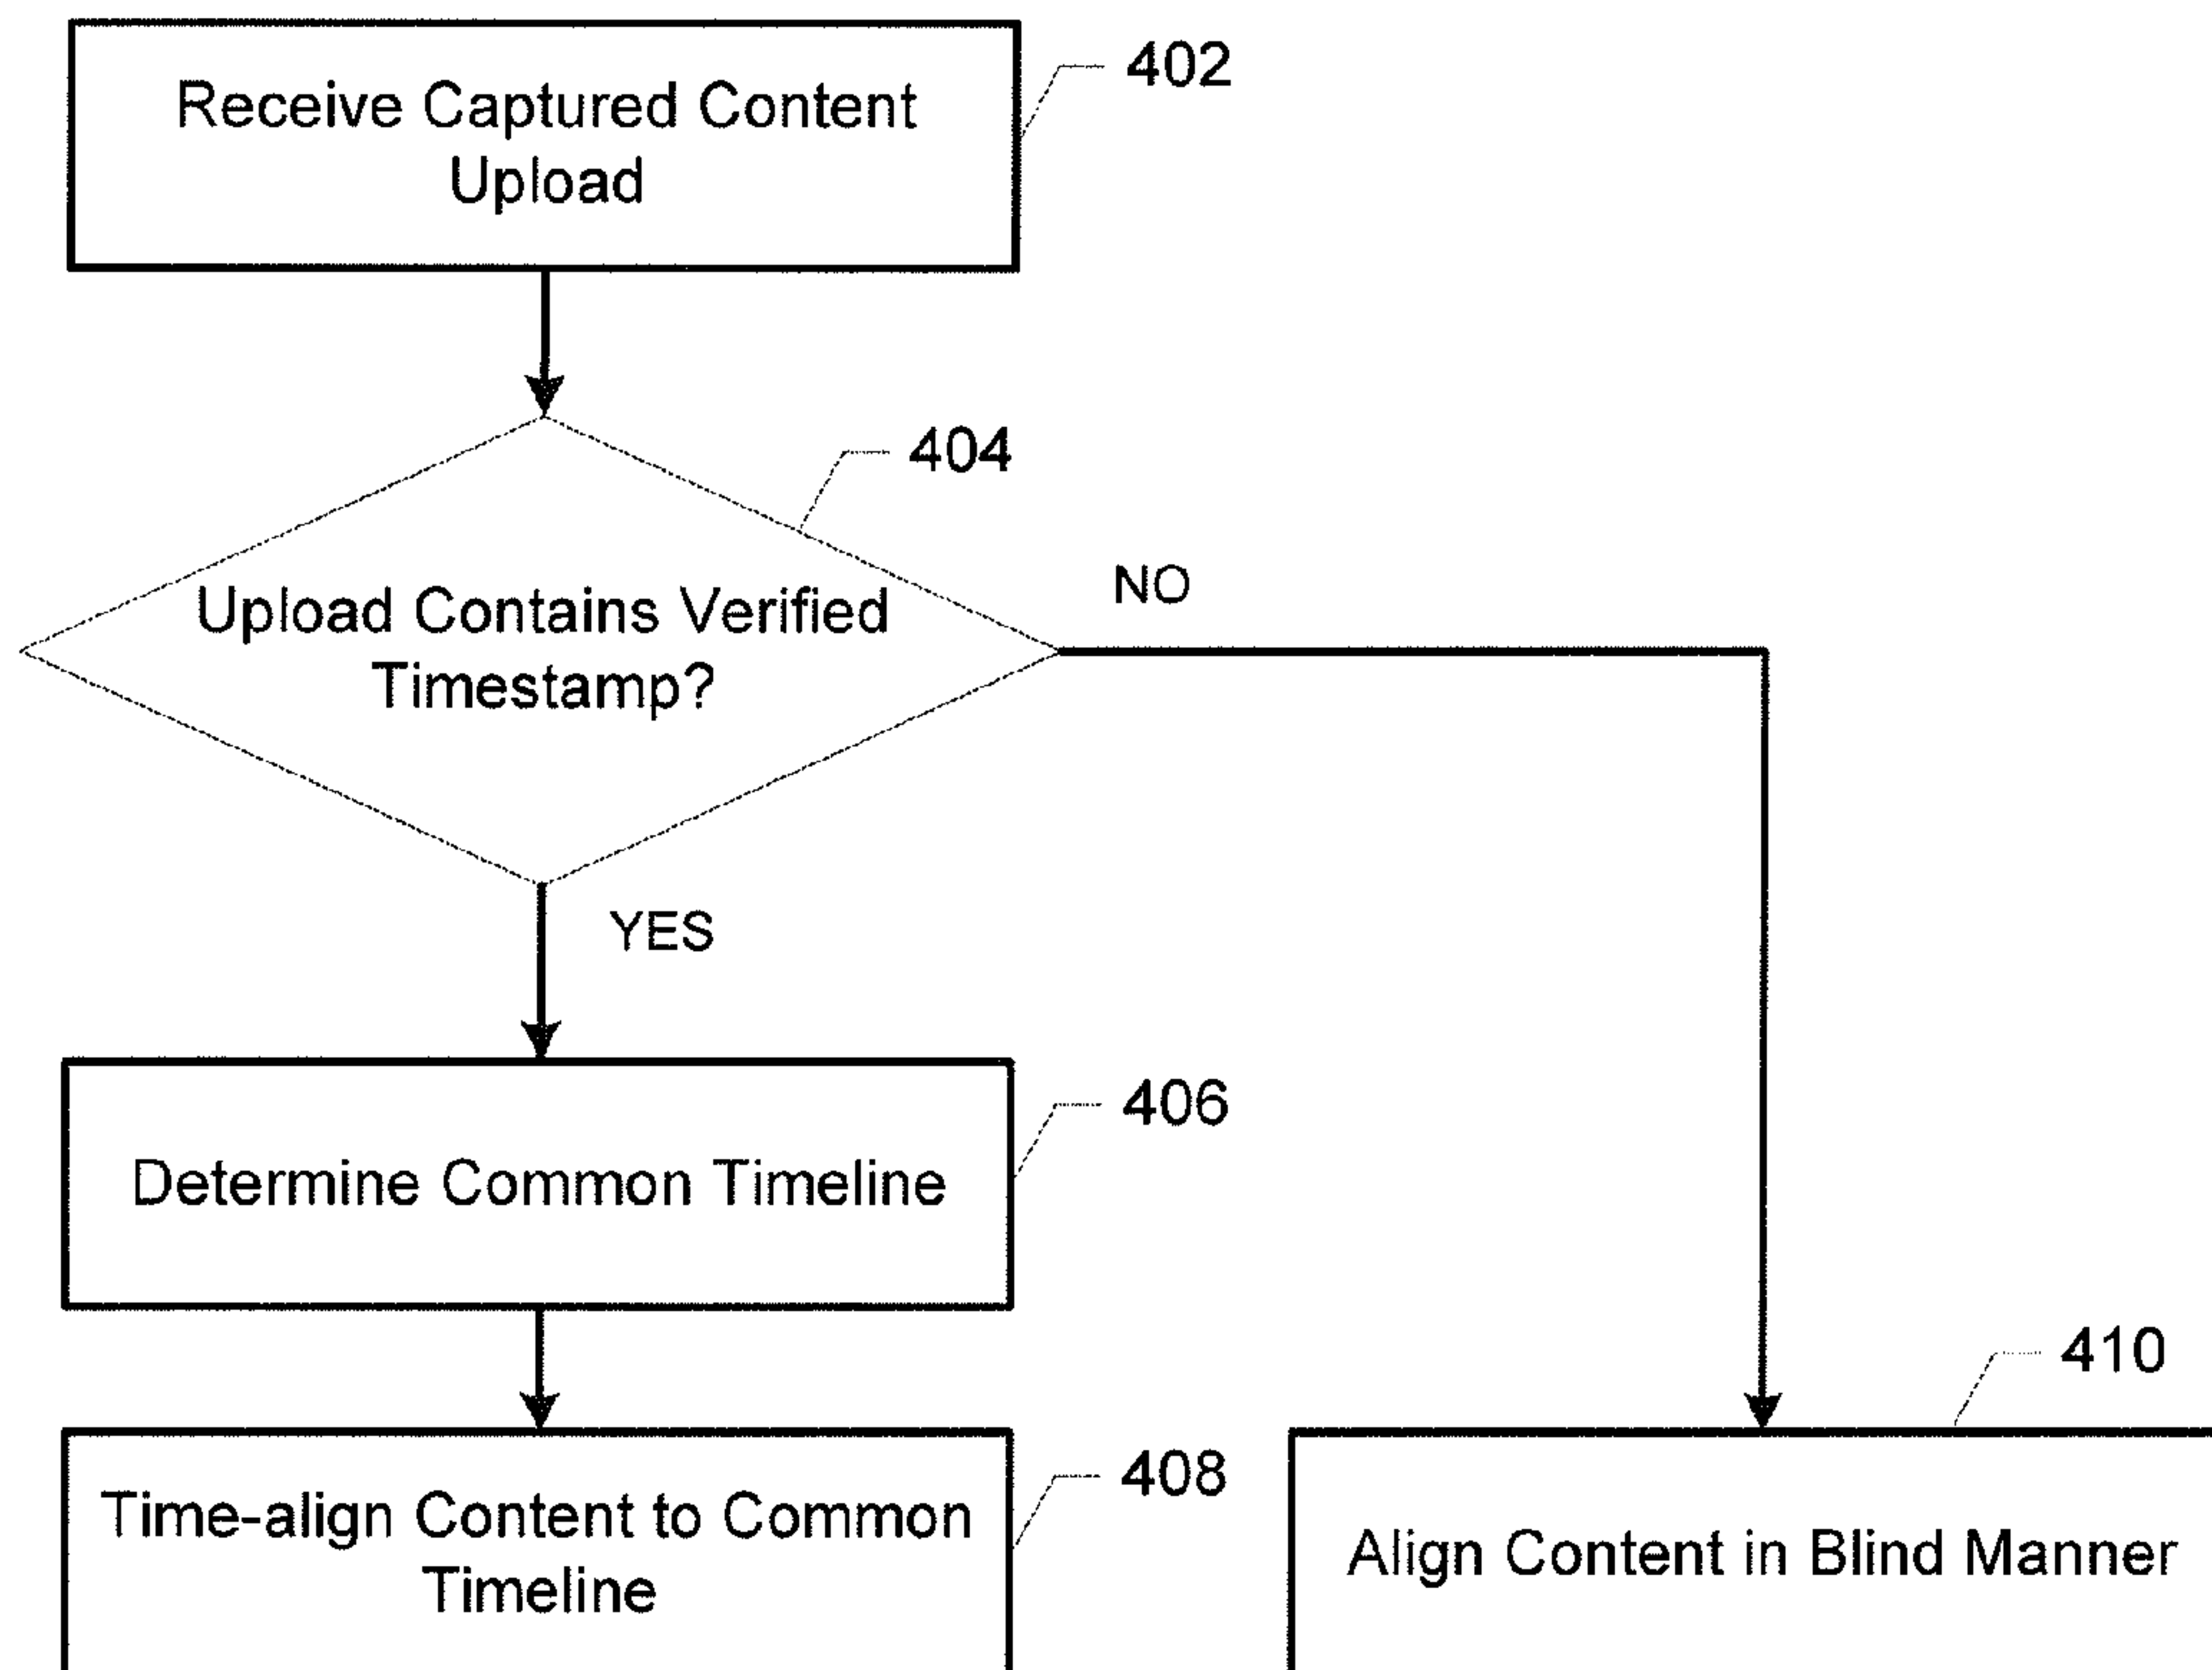 Receive Captured Content
Upload
402
404
Upload Contains Verified
Timestamp?
NO
YES
406
Determine Common Timeline
408
Time-align Content to Common
Timeline
410
Align Content in Blind Manner